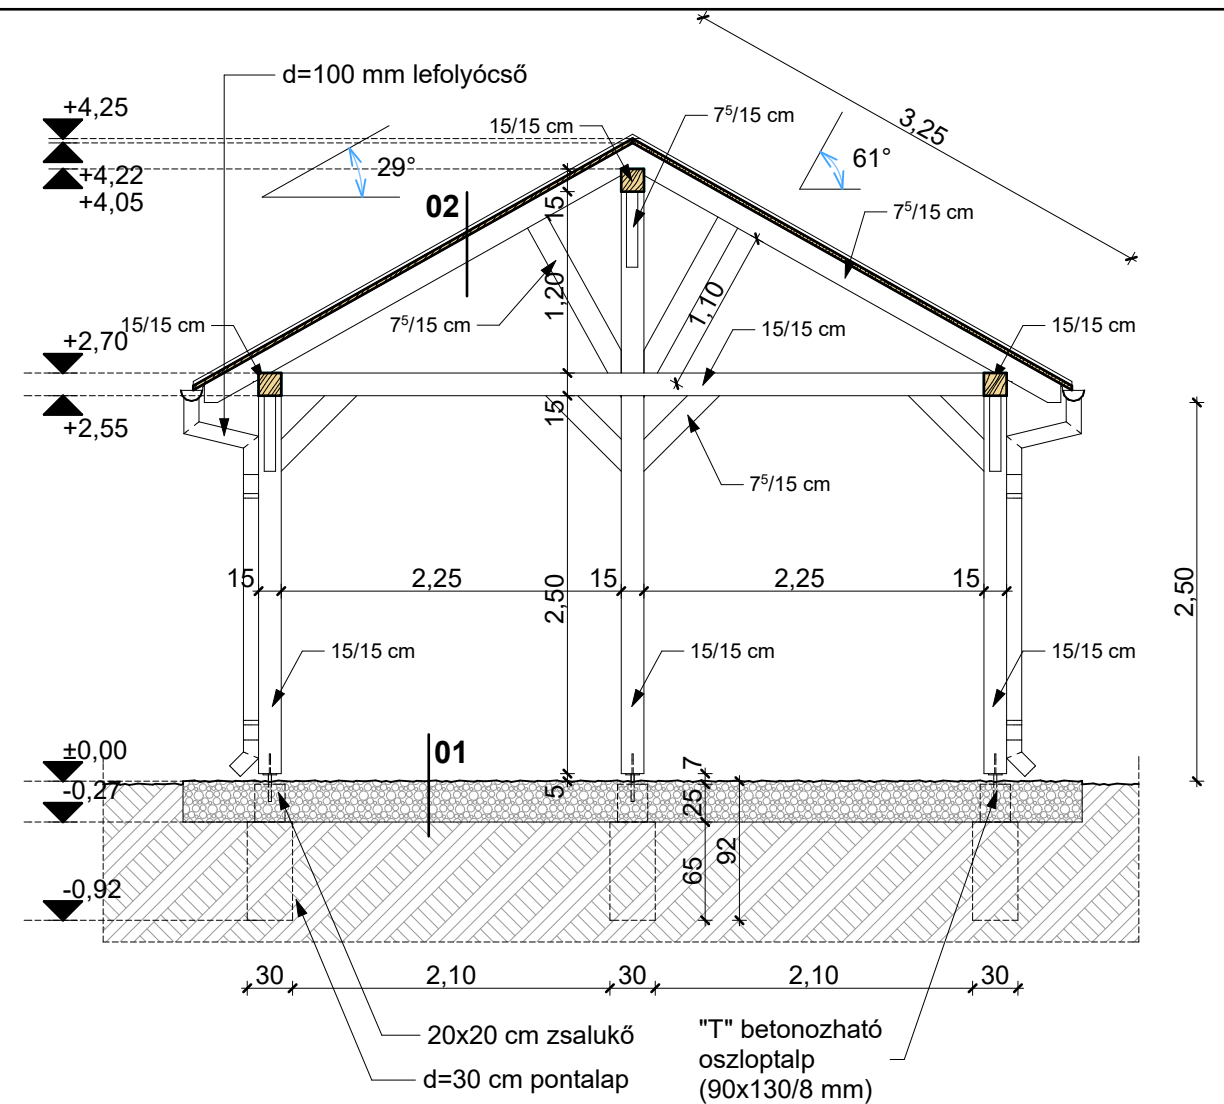 d=100 mm lefolyócső
+4,25
15/15 cm
7⁵/15 cm
3,25
29°
61°
+4,22
+4,05
02
15
7⁵/15 cm
1,20
1,10
+2,70
15/15 cm
7⁵/15 cm
15/15 cm
15/15 cm
+2,55
15
7⁵/15 cm
15
2,25
15
2,25
15
2,50
2,50
15/15 cm
15/15 cm
15/15 cm
±0,00
01
7
-0,27
5
25
-0,92
65
92
30
2,10
30
2,10
30
20x20 cm zsalukő
d=30 cm pontalap
"T" betonozható
oszloptalp
(90x130/8 mm)